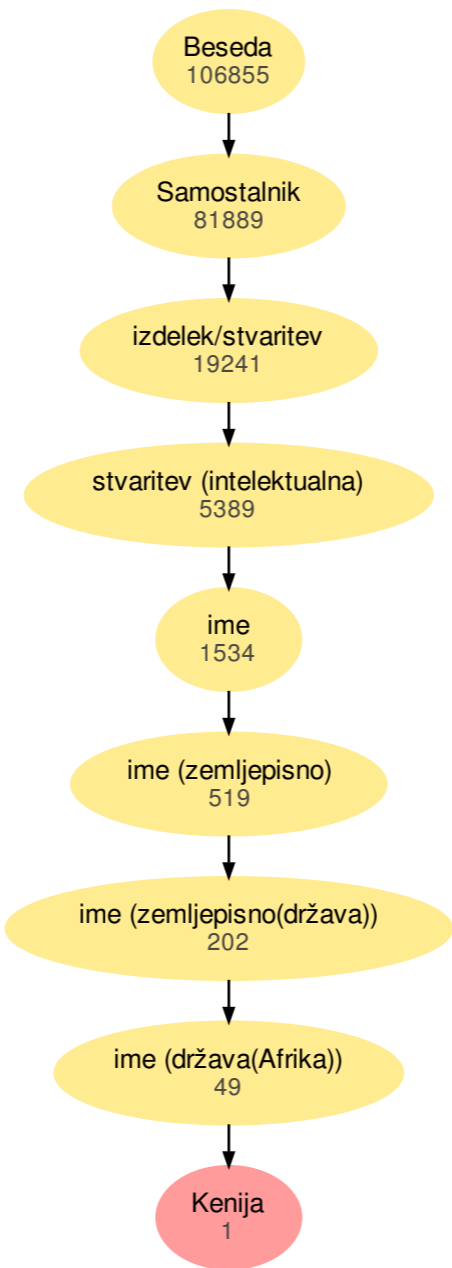 Beseda
106855
Samostalnik
81889
izdelek/stvaritev
19241
stvaritev (intelektualna)
5389
ime
1534
ime (zemljepisno)
519
ime (zemljepisno(država))
202
ime (država(Afrika))
49
Kenija
1